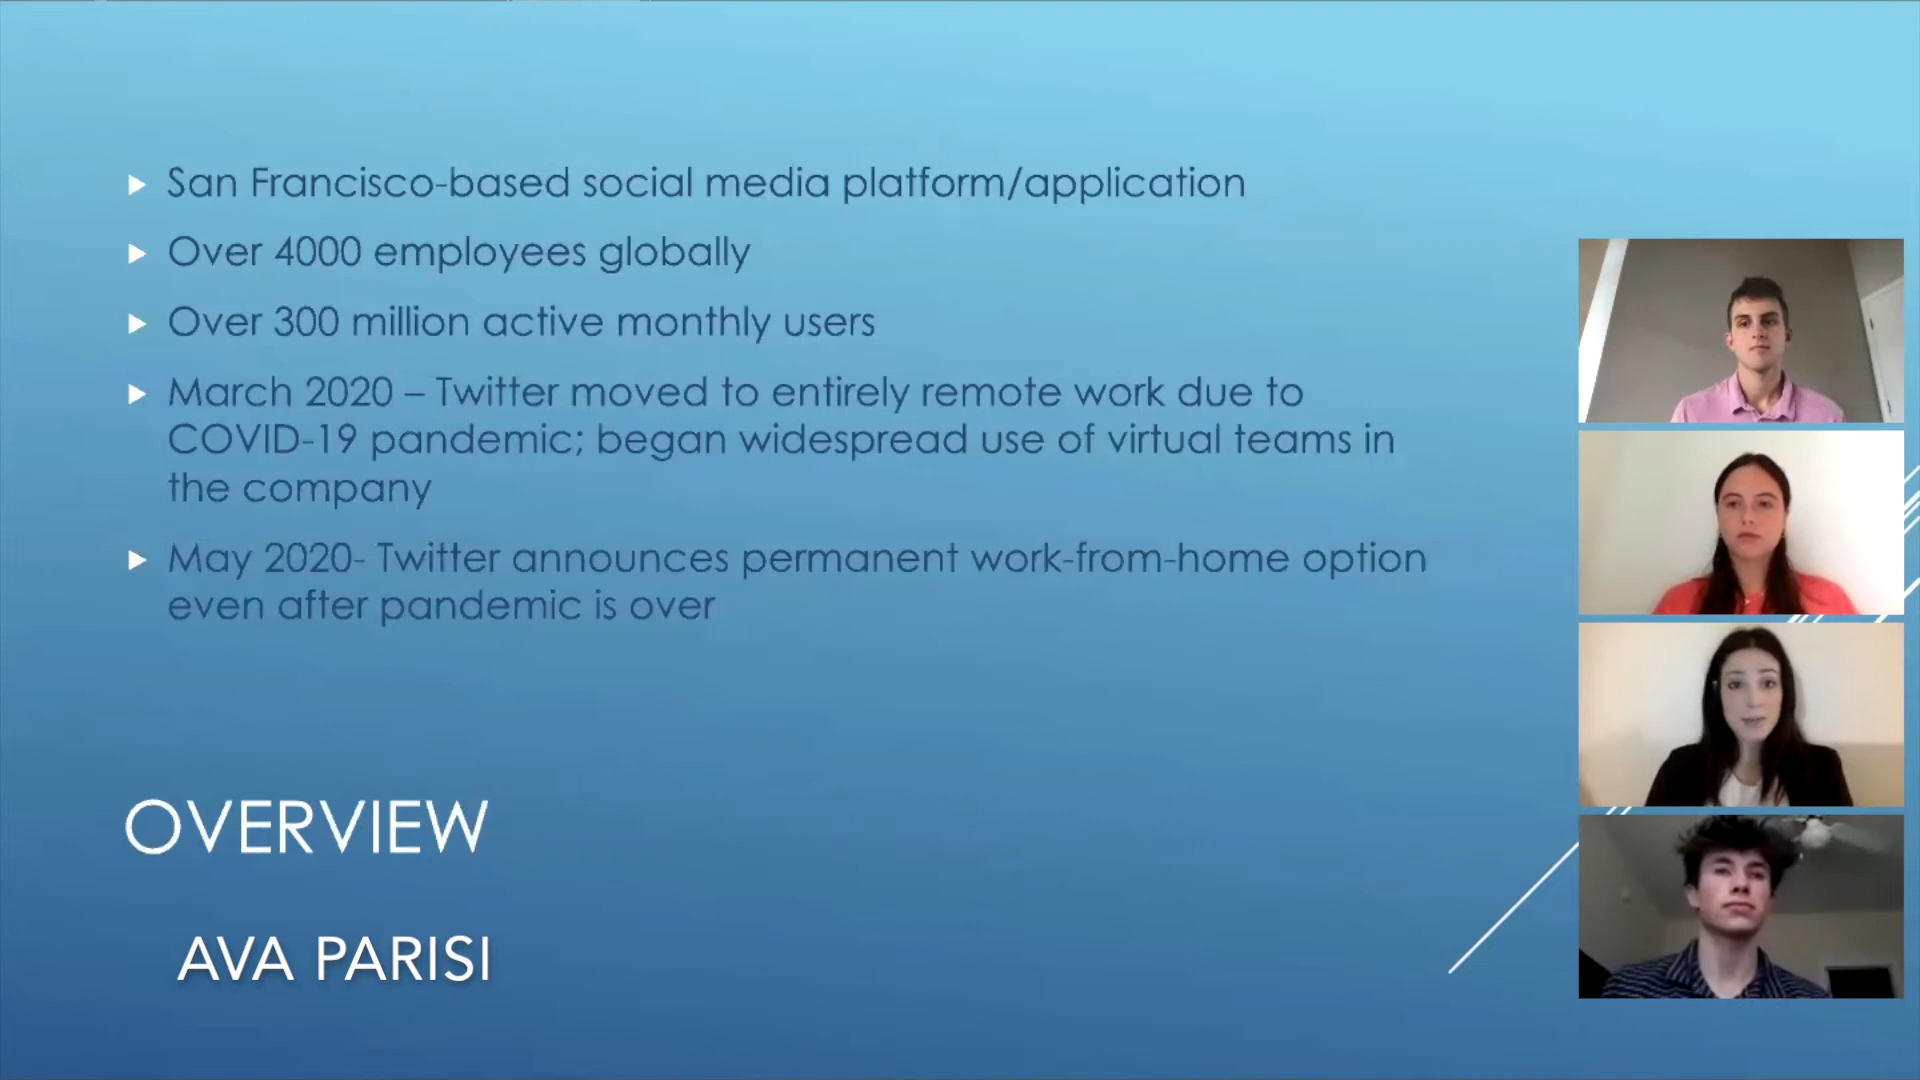 San Francisco-based social media platform/application
Over 4000 employees globally
Over 300 million active monthly users
March 2020 – Twitter moved to entirely remote work due to
COVID-19 pandemic; began widespread use of virtual teams in
the company
May 2020- Twitter announces permanent work-from-home option
even after pandemic is over
OVERVIEW
AVA PARISI